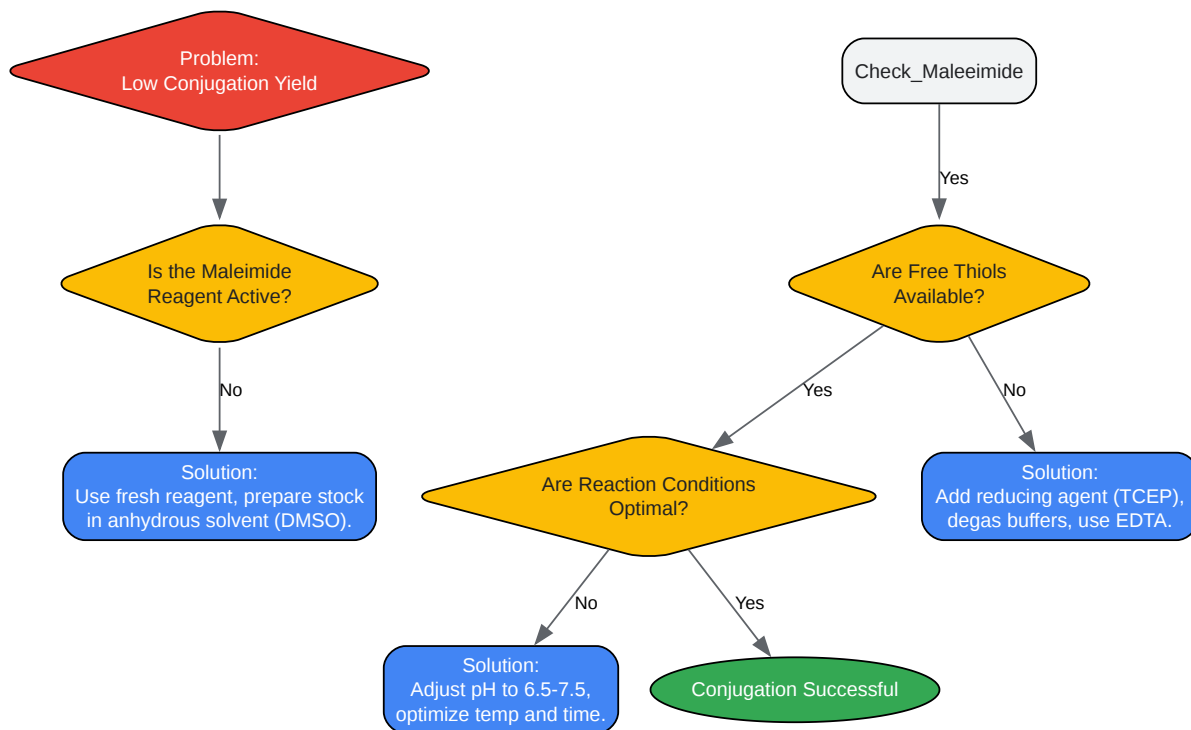 Problem:
Low Conjugation Yield
Check_Maleeimide
Yes
Is the Maleimide
Reagent Active?
Are Free Thiols
Available?
No
Yes
No
Solution:
Use fresh reagent, prepare stock
in anhydrous solvent (DMSO).
Are Reaction Conditions
Optimal?
Solution:
Add reducing agent (TCEP),
degas buffers, use EDTA.
No
Yes
Solution:
Adjust pH to 6.5-7.5,
optimize temp and time.
Conjugation Successful